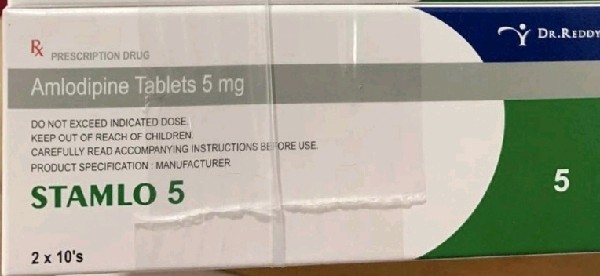 Rx PRESCRIPTION DRUG
DR.REDDY
Amlodipine Tablets 5 mg
DO NOT EXCEED INDICATED DOSE.
KEEP OUT OF REACH OF CHILDREN.
CAREFULLY READ ACCOMPANYING INSTRUCTIONS BEFORE USE.
PRODUCT SPECIFICATION : MANUFACTURER
STAMLO 5
5
2 x 10's